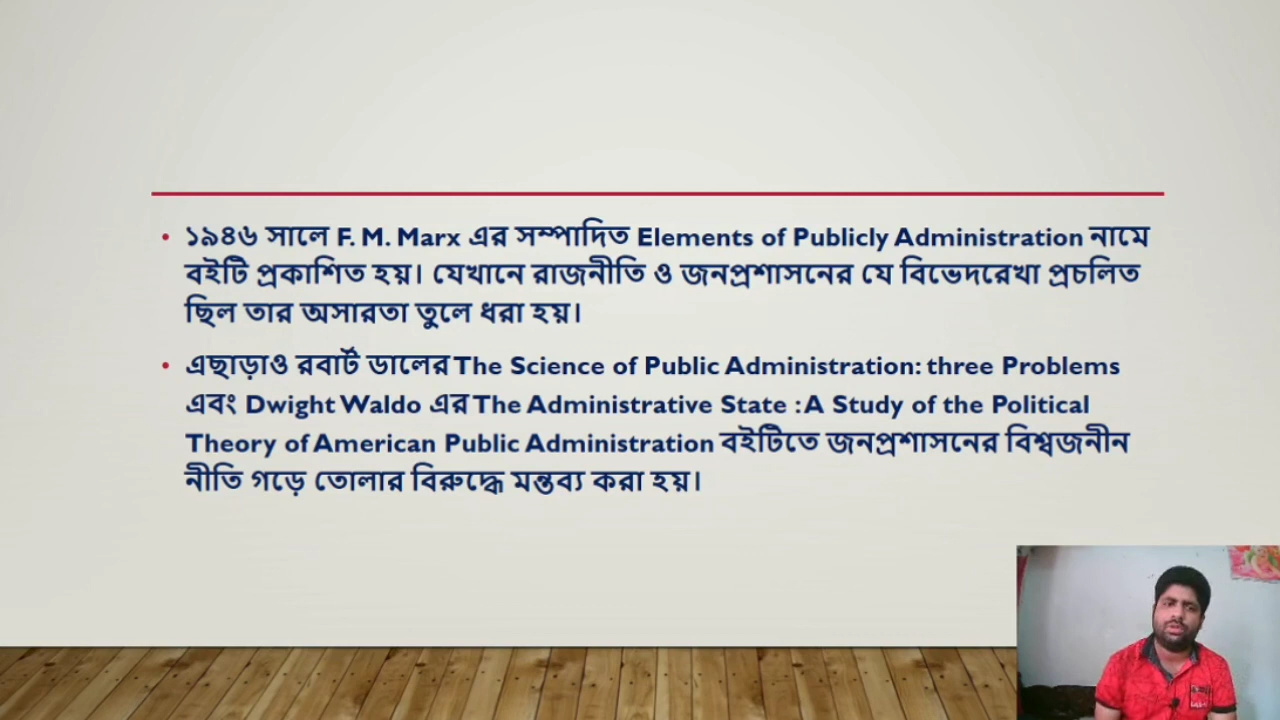 ১৯৪৬ সালে F. M. Marx এর সম্পাদিত Elements of Publicly Administration নামে
বইটি প্রকাশিত হয়। যেখানে রাজনীতি ও জনপ্রশাসনের যে বিভেদরেখা প্রচলিত
ছিল তার অসারতা তুলে ধরা হয়।
এছাড়াও রবার্ট ডালের The Science of Public Administration: three Problems
এবং Dwight Waldo এর The Administrative State : A Study of the Political
Theory of American Public Administration বইটিতে জনপ্রশাসনের বিশ্বজনীন
নীতি গড়ে তোলার বিরুদ্ধে মন্তব্য করা হয়।